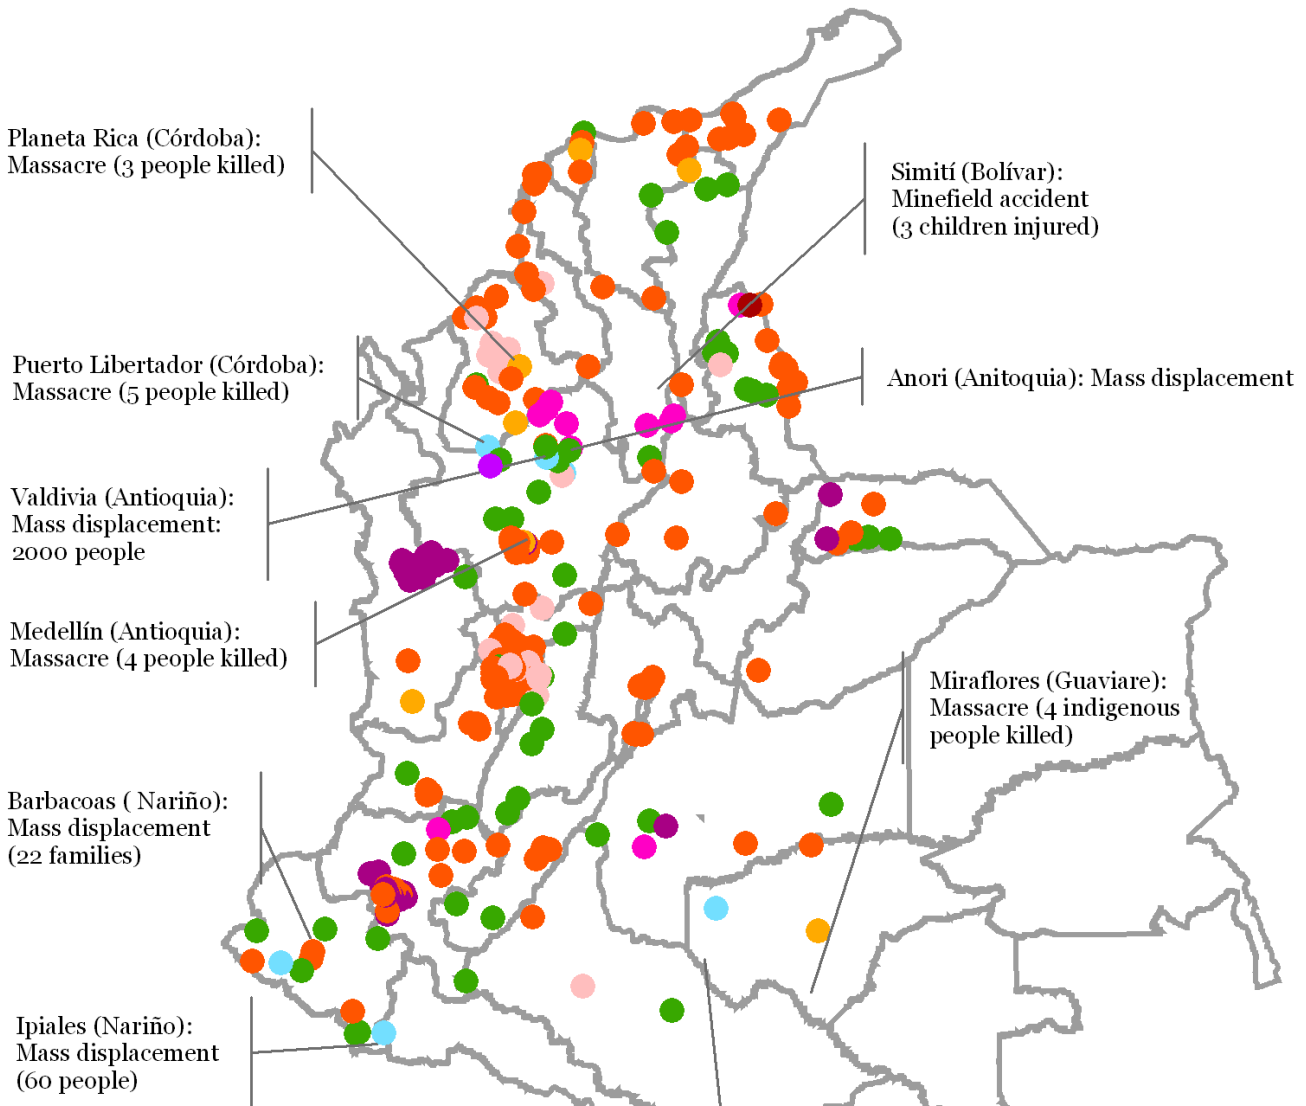 Planeta Rica (Córdoba):
Massacre (3 people killed)
Simití (Bolívar):
Minefield accident
(3 children injured)
Puerto Libertador (Córdoba):
Massacre (5 people killed)
Anori (Anitoquia): Mass displacement
Valdivia (Antioquia):
Mass displacement:
2000 people
Medellín (Antioquia):
Massacre (4 people killed)
Miraflores (Guaviare):
Massacre (4 indigenous
people killed)
Barbacoas ( Nariño):
Mass displacement
(22 families)
Ipiales (Nariño):
Mass displacement
(60 people)